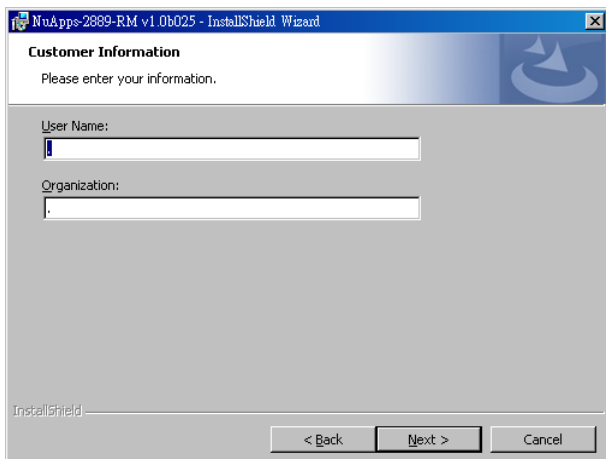 NuApps-2889-RM v1.0b025 - InstallShield Wizard
Customer Information
Please enter your information.
User Name:
.
Organization:
.
InstallShield
< Back Next > Cancel